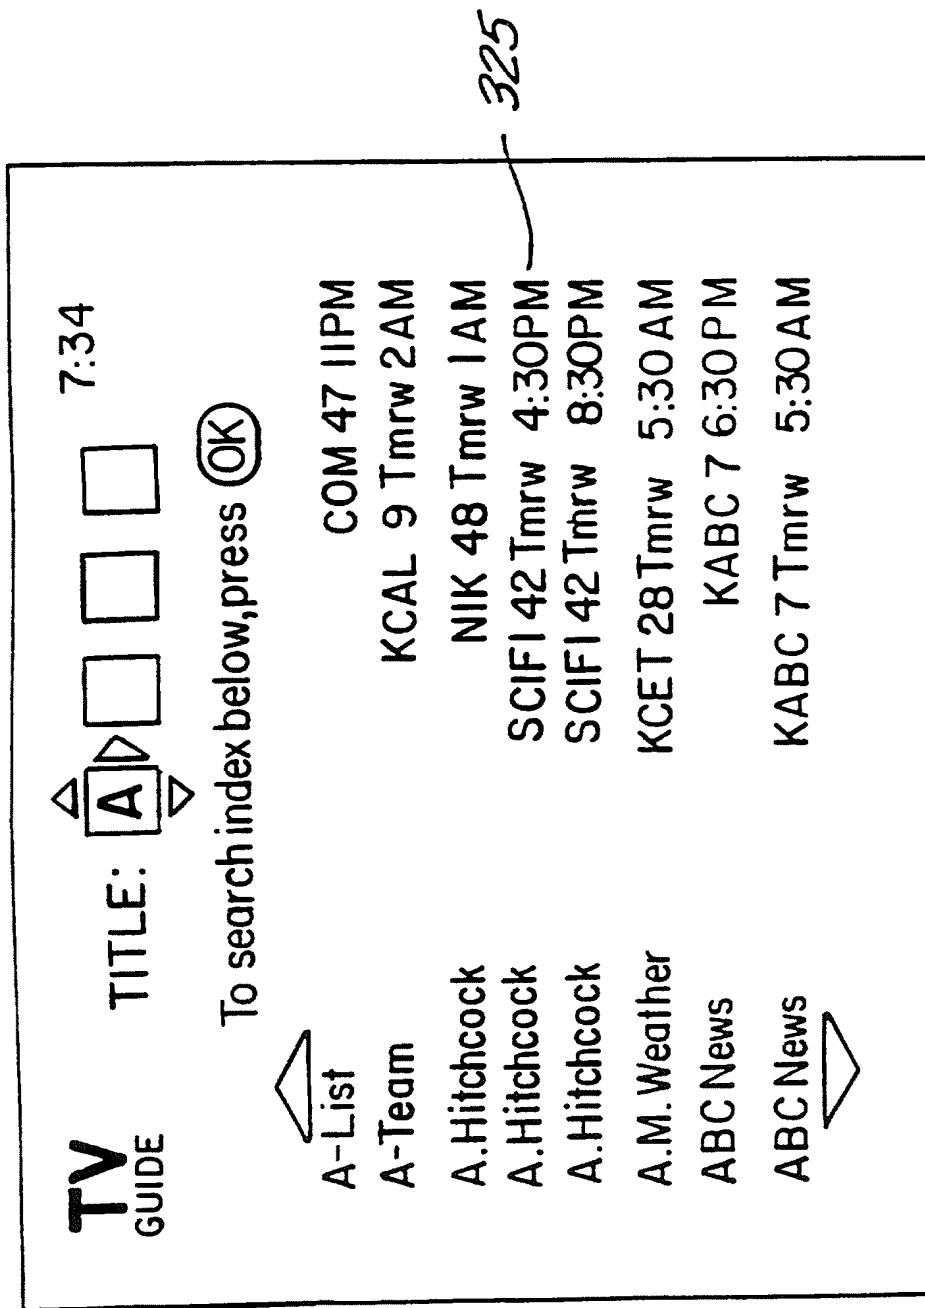 TV GUIDE TITLE: A 7:34
To search index below, press OK
A-List COM 47 11PM
A-Team KCAL 9 Tmrw 2AM
A.Hitchcock NIK 48 Tmrw 1AM
A.Hitchcock SCIFI 42 Tmrw 4:30PM 325
A.Hitchcock SCIFI 42 Tmrw 8:30PM
A.M. Weather KCET 28 Tmrw 5:30AM
ABC News KABC 7 6:30PM
ABC News KABC 7 Tmrw 5:30AM